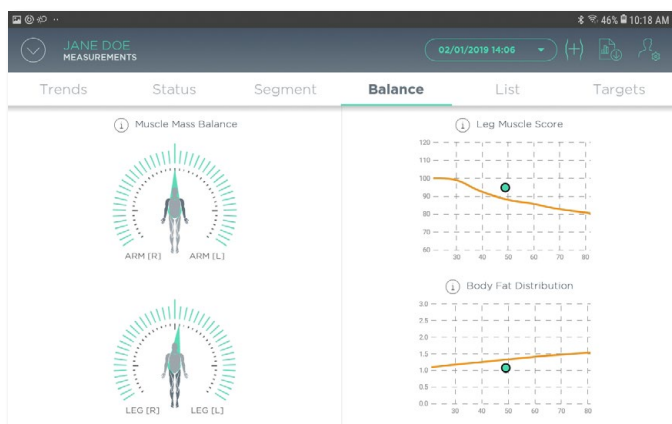 46% 10:18 AM
JANE DOE
MEASUREMENTS
02/01/2019 14:06
Trends Status Segment Balance List Targets
Muscle Mass Balance
ARM [R] ARM [L]
LEG [R] LEG [L]
Leg Muscle Score
120
110
100
90
80
70
60
30 40 50 60 70 80
Body Fat Distribution
3.0
2.5
2.0
1.5
1.0
0.5
0.0
30 40 50 60 70 80